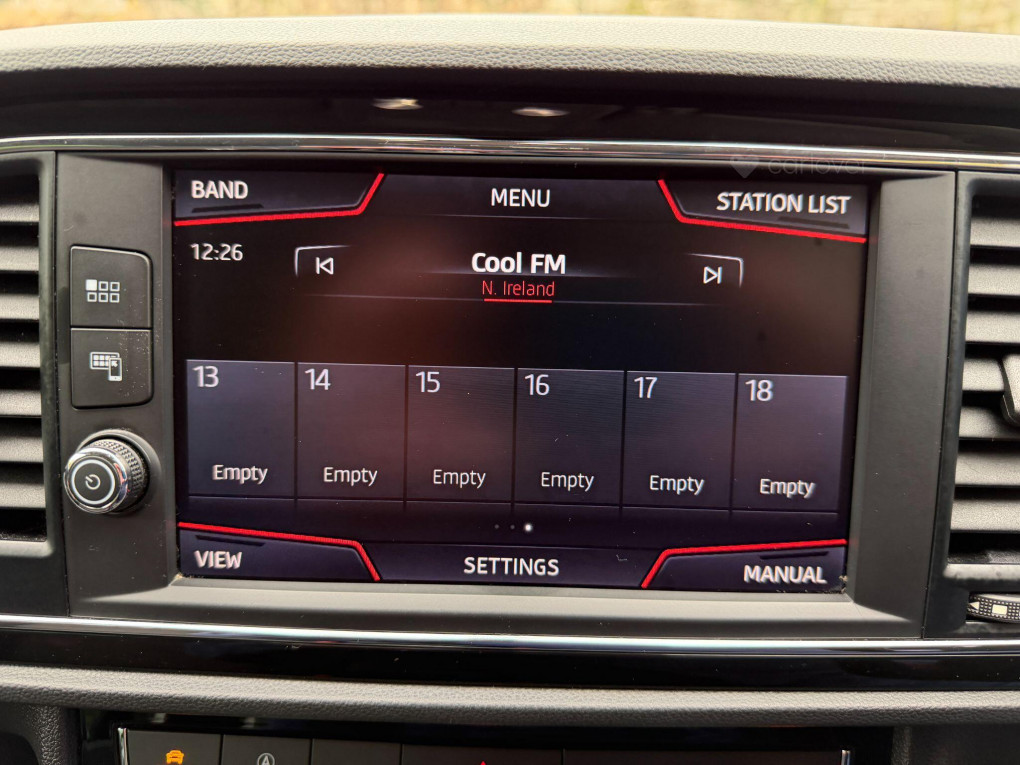 carlover
BAND
MENU
STATION LIST
12:26
Cool FM
N. Ireland
13
14
15
16
17
18
Empty
Empty
Empty
Empty
Empty
Empty
VIEW
SETTINGS
MANUAL